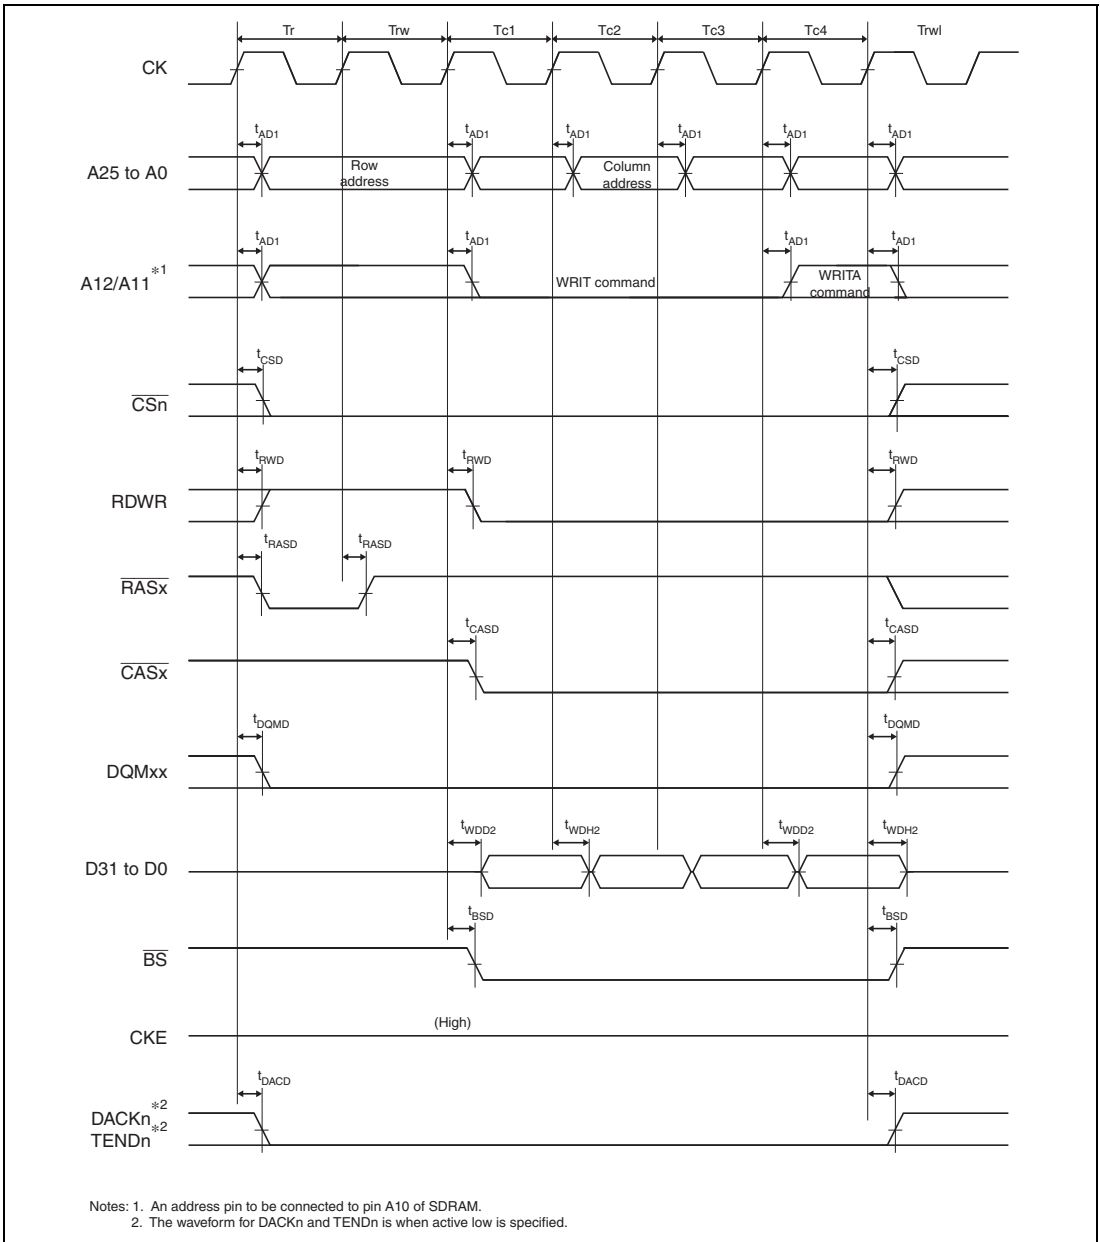 Tr Trw Tc1 Tc2 Tc3 Tc4 Trwl
CK
tAD1 tAD1 tAD1 tAD1 tAD1 tAD1
A25 to A0
Row address
Column address
tAD1 tAD1 tAD1 tAD1
A12/A11*1
WRIT command
WRITA command
tCSD tCSD
CSn
tRWD tRWD tRWD
RDWR
tRASD tRASD
RASx
tCASD tCASD
CASx
tDQMD tDQMD
DQMxx
tWDD2 tWDH2 tWDD2 tWDH2
D31 to D0
tBSD tBSD
BS
(High)
CKE
tDACD tDACD
DACKn*2
TENDn*2
Notes: 1. An address pin to be connected to pin A10 of SDRAM.
2. The waveform for DACKn and TENDn is when active low is specified.